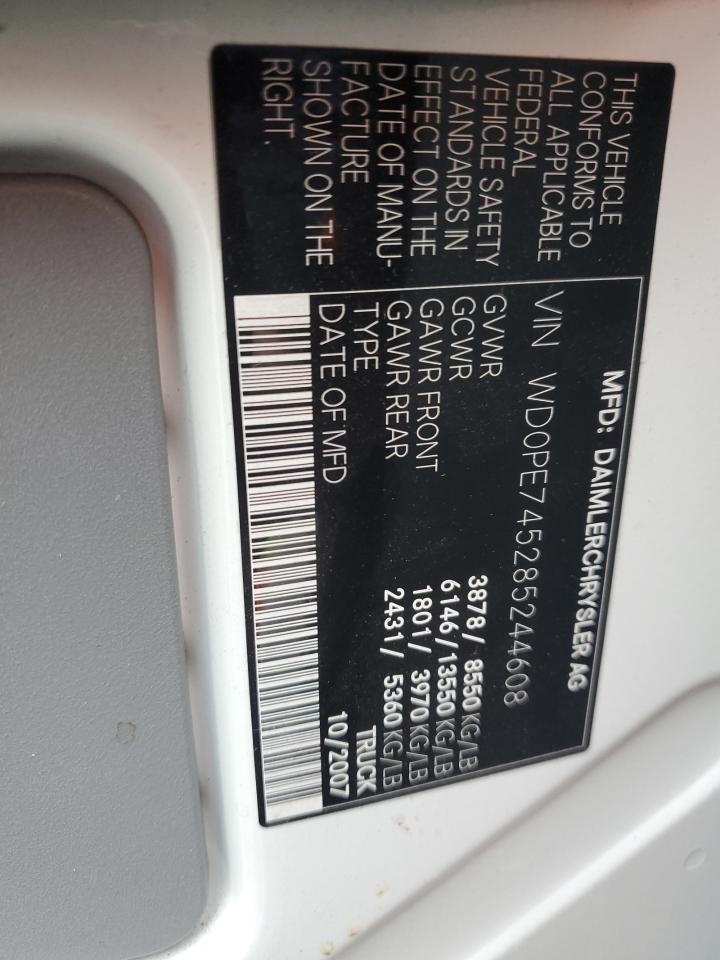 THIS VEHICLE
CONFORMS TO
ALL APPLICABLE
FEDERAL
VEHICLE SAFETY
STANDARDS IN
EFFECT ON THE
DATE OF MANU-
FACTURE
SHOWN ON THE
RIGHT
MFD: DAIMLERCHRYSLER AG
VIN WD0PE745285244608
GVWR 3878/ 8550 KG/LB
GCWR 6146/13550 KG/LB
GAWR FRONT 1801/ 3970 KG/LB
GAWR REAR 2431/ 5360 KG/LB
TYPE TRUCK
DATE OF MFD 10/2007